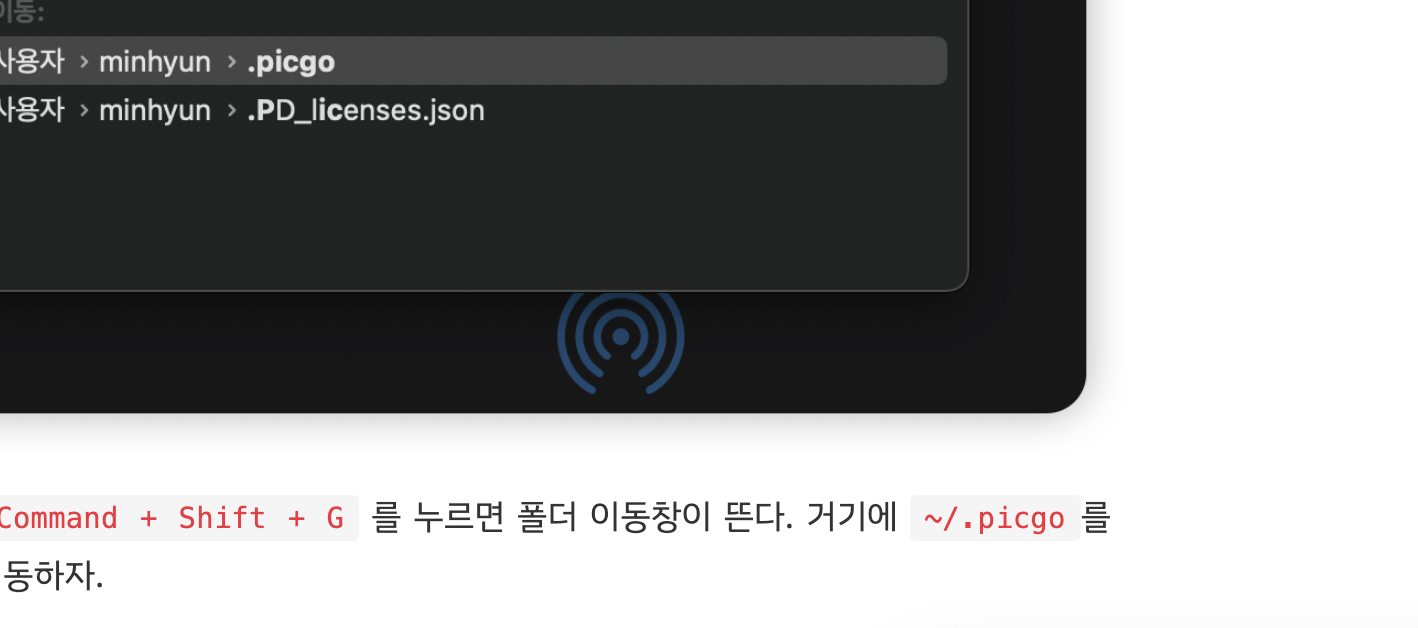 이동:
사용자 › minhyun › .picgo
사용자 › minhyun › .PD_licenses.json
Command + Shift + G 를 누르면 폴더 이동창이 뜬다. 거기에 ~/.picgo 를
동하자.